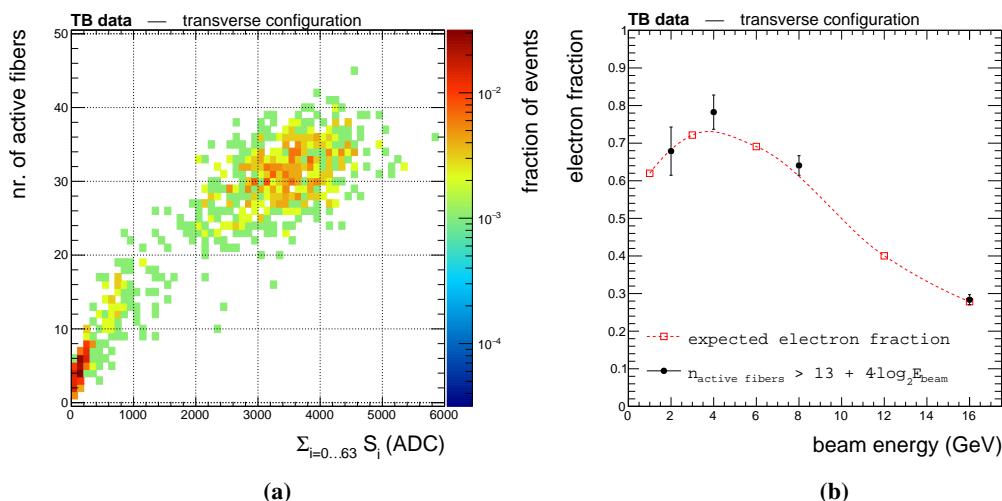 TB data — transverse configuration
nr. of active fibers
50
40
30
20
10
0
0 1000 2000 3000 4000 5000 6000
Σi=0...63 Si (ADC)
10-2
10-3
10-4
fraction of events
(a)
TB data — transverse configuration
electron fraction
1
0.9
0.8
0.7
0.6
0.5
0.4
0.3
0.2
0.1
0
0 2 4 6 8 10 12 14 16
expected electron fraction
nactive fibers > 13 + 4·log2Ebeam
beam energy (GeV)
(b)